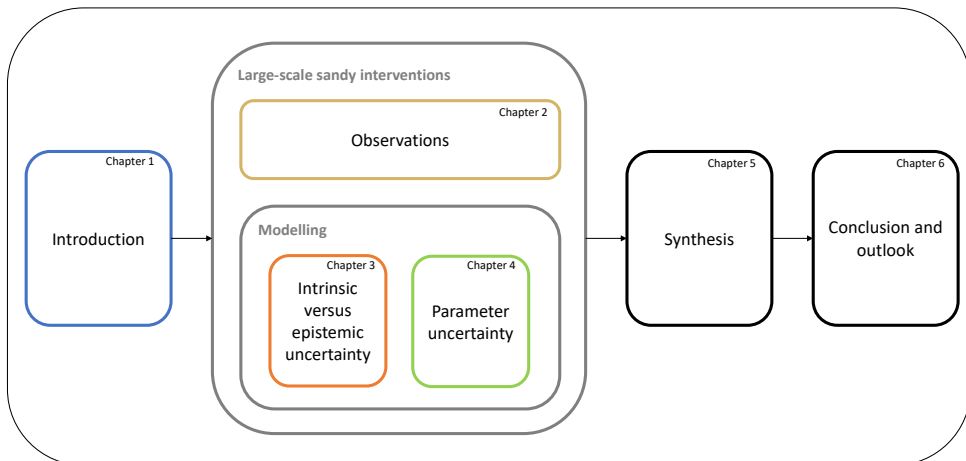 Chapter 1
Introduction
Large-scale sandy interventions
Chapter 2
Observations
Modelling
Chapter 3
Intrinsic
versus
epistemic
uncertainty
Chapter 4
Parameter
uncertainty
Chapter 5
Synthesis
Chapter 6
Conclusion and
outlook